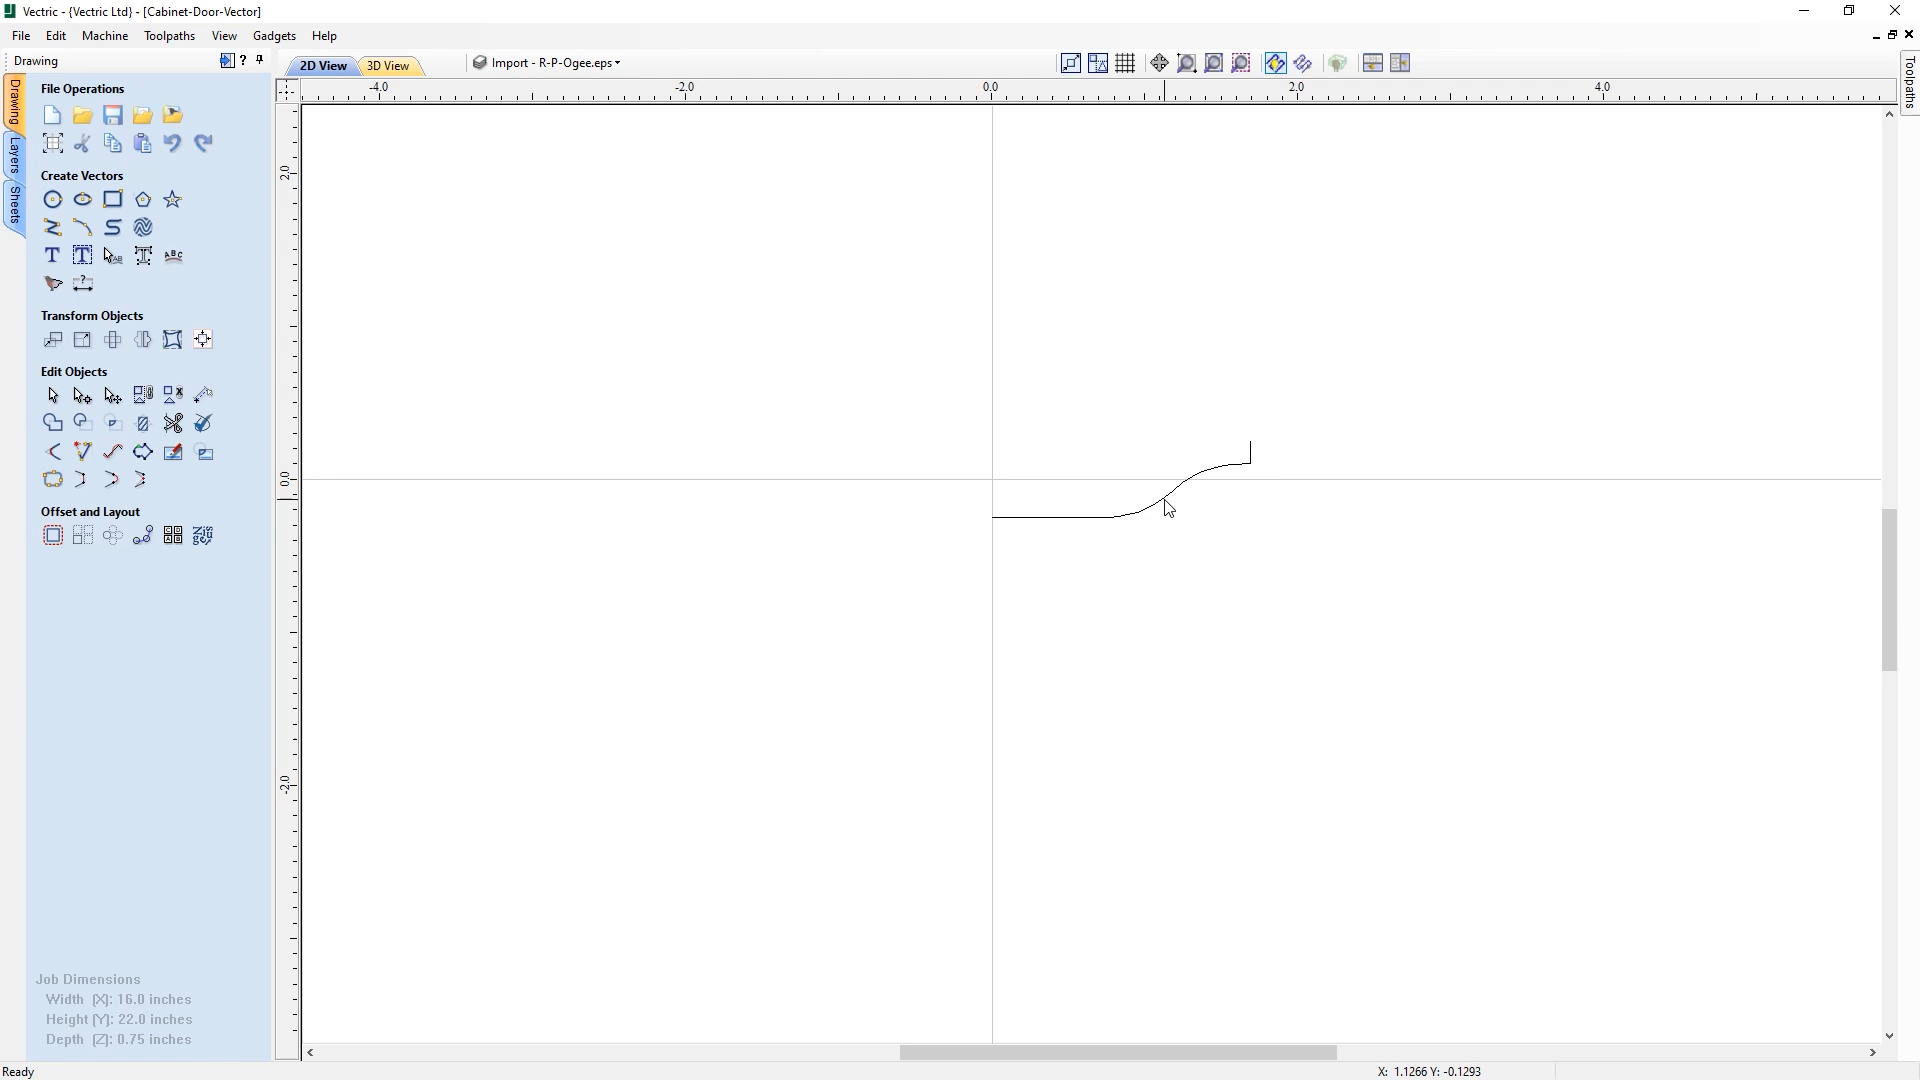 Vectric - {Vectric Ltd} - [Cabinet-Door-Vector]
File Edit Machine Toolpaths View Gadgets Help
Drawing ?
2D View 3D View Import - R-P-Ogee.eps
Drawing
Layers
Sheets
File Operations
Create Vectors
Transform Objects
Edit Objects
Offset and Layout
Job Dimensions
Width (X): 16.0 inches
Height (Y): 22.0 inches
Depth (Z): 0.75 inches
-4.0 -2.0 0.0 2.0 4.0
2.0
0.0
-2.0
Toolpaths
Ready
X: 1.1266 Y: -0.1293